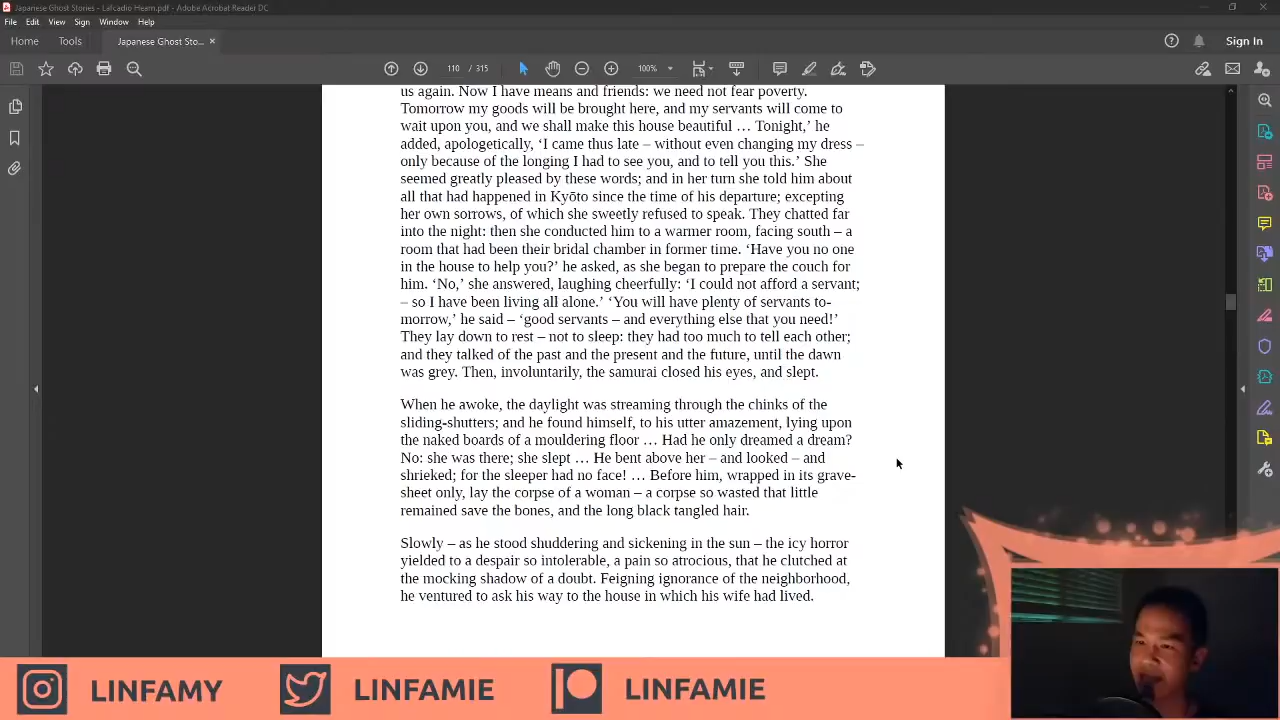 Japanese Ghost Stories - Lafcadio Hearn.pdf - Adobe Acrobat Reader DC
File Edit View Sign Window Help
Home Tools Japanese Ghost Sto... × Sign In
110 / 315 100%
us again. Now I have means and friends: we need not fear poverty.
Tomorrow my goods will be brought here, and my servants will come to
wait upon you, and we shall make this house beautiful … Tonight,’ he
added, apologetically, ‘I came thus late – without even changing my dress –
only because of the longing I had to see you, and to tell you this.’ She
seemed greatly pleased by these words; and in her turn she told him about
all that had happened in Kyōto since the time of his departure; excepting
her own sorrows, of which she sweetly refused to speak. They chatted far
into the night: then she conducted him to a warmer room, facing south – a
room that had been their bridal chamber in former time. ‘Have you no one
in the house to help you?’ he asked, as she began to prepare the couch for
him. ‘No,’ she answered, laughing cheerfully: ‘I could not afford a servant;
– so I have been living all alone.’ ‘You will have plenty of servants to-
morrow,’ he said – ‘good servants – and everything else that you need!’
They lay down to rest – not to sleep: they had too much to tell each other;
and they talked of the past and the present and the future, until the dawn
was grey. Then, involuntarily, the samurai closed his eyes, and slept.
When he awoke, the daylight was streaming through the chinks of the
sliding-shutters; and he found himself, to his utter amazement, lying upon
the naked boards of a mouldering floor … Had he only dreamed a dream?
No: she was there; she slept … He bent above her – and looked – and
shrieked; for the sleeper had no face! … Before him, wrapped in its grave-
sheet only, lay the corpse of a woman – a corpse so wasted that little
remained save the bones, and the long black tangled hair.
Slowly – as he stood shuddering and sickening in the sun – the icy horror
yielded to a despair so intolerable, a pain so atrocious, that he clutched at
the mocking shadow of a doubt. Feigning ignorance of the neighborhood,
he ventured to ask his way to the house in which his wife had lived.
LINFAMY LINFAMIE LINFAMIE